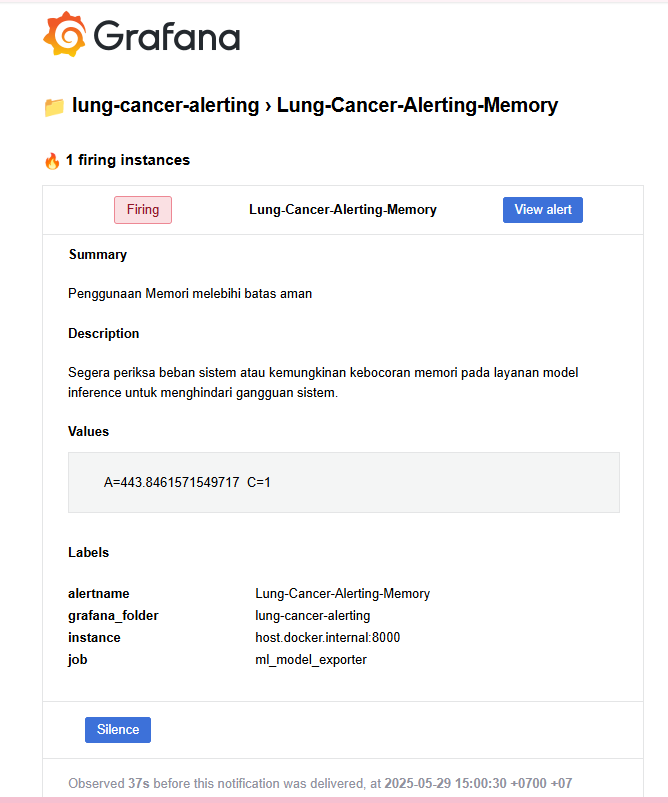 Grafana
lung-cancer-alerting › Lung-Cancer-Alerting-Memory
1 firing instances
Firing Lung-Cancer-Alerting-Memory View alert
Summary
Penggunaan Memori melebihi batas aman
Description
Segera periksa beban sistem atau kemungkinan kebocoran memori pada layanan model
inference untuk menghindari gangguan sistem.
Values
A=443.8461571549717 C=1
Labels
alertname Lung-Cancer-Alerting-Memory
grafana_folder lung-cancer-alerting
instance host.docker.internal:8000
job ml_model_exporter
Silence
Observed 37s before this notification was delivered, at 2025-05-29 15:00:30 +0700 +07